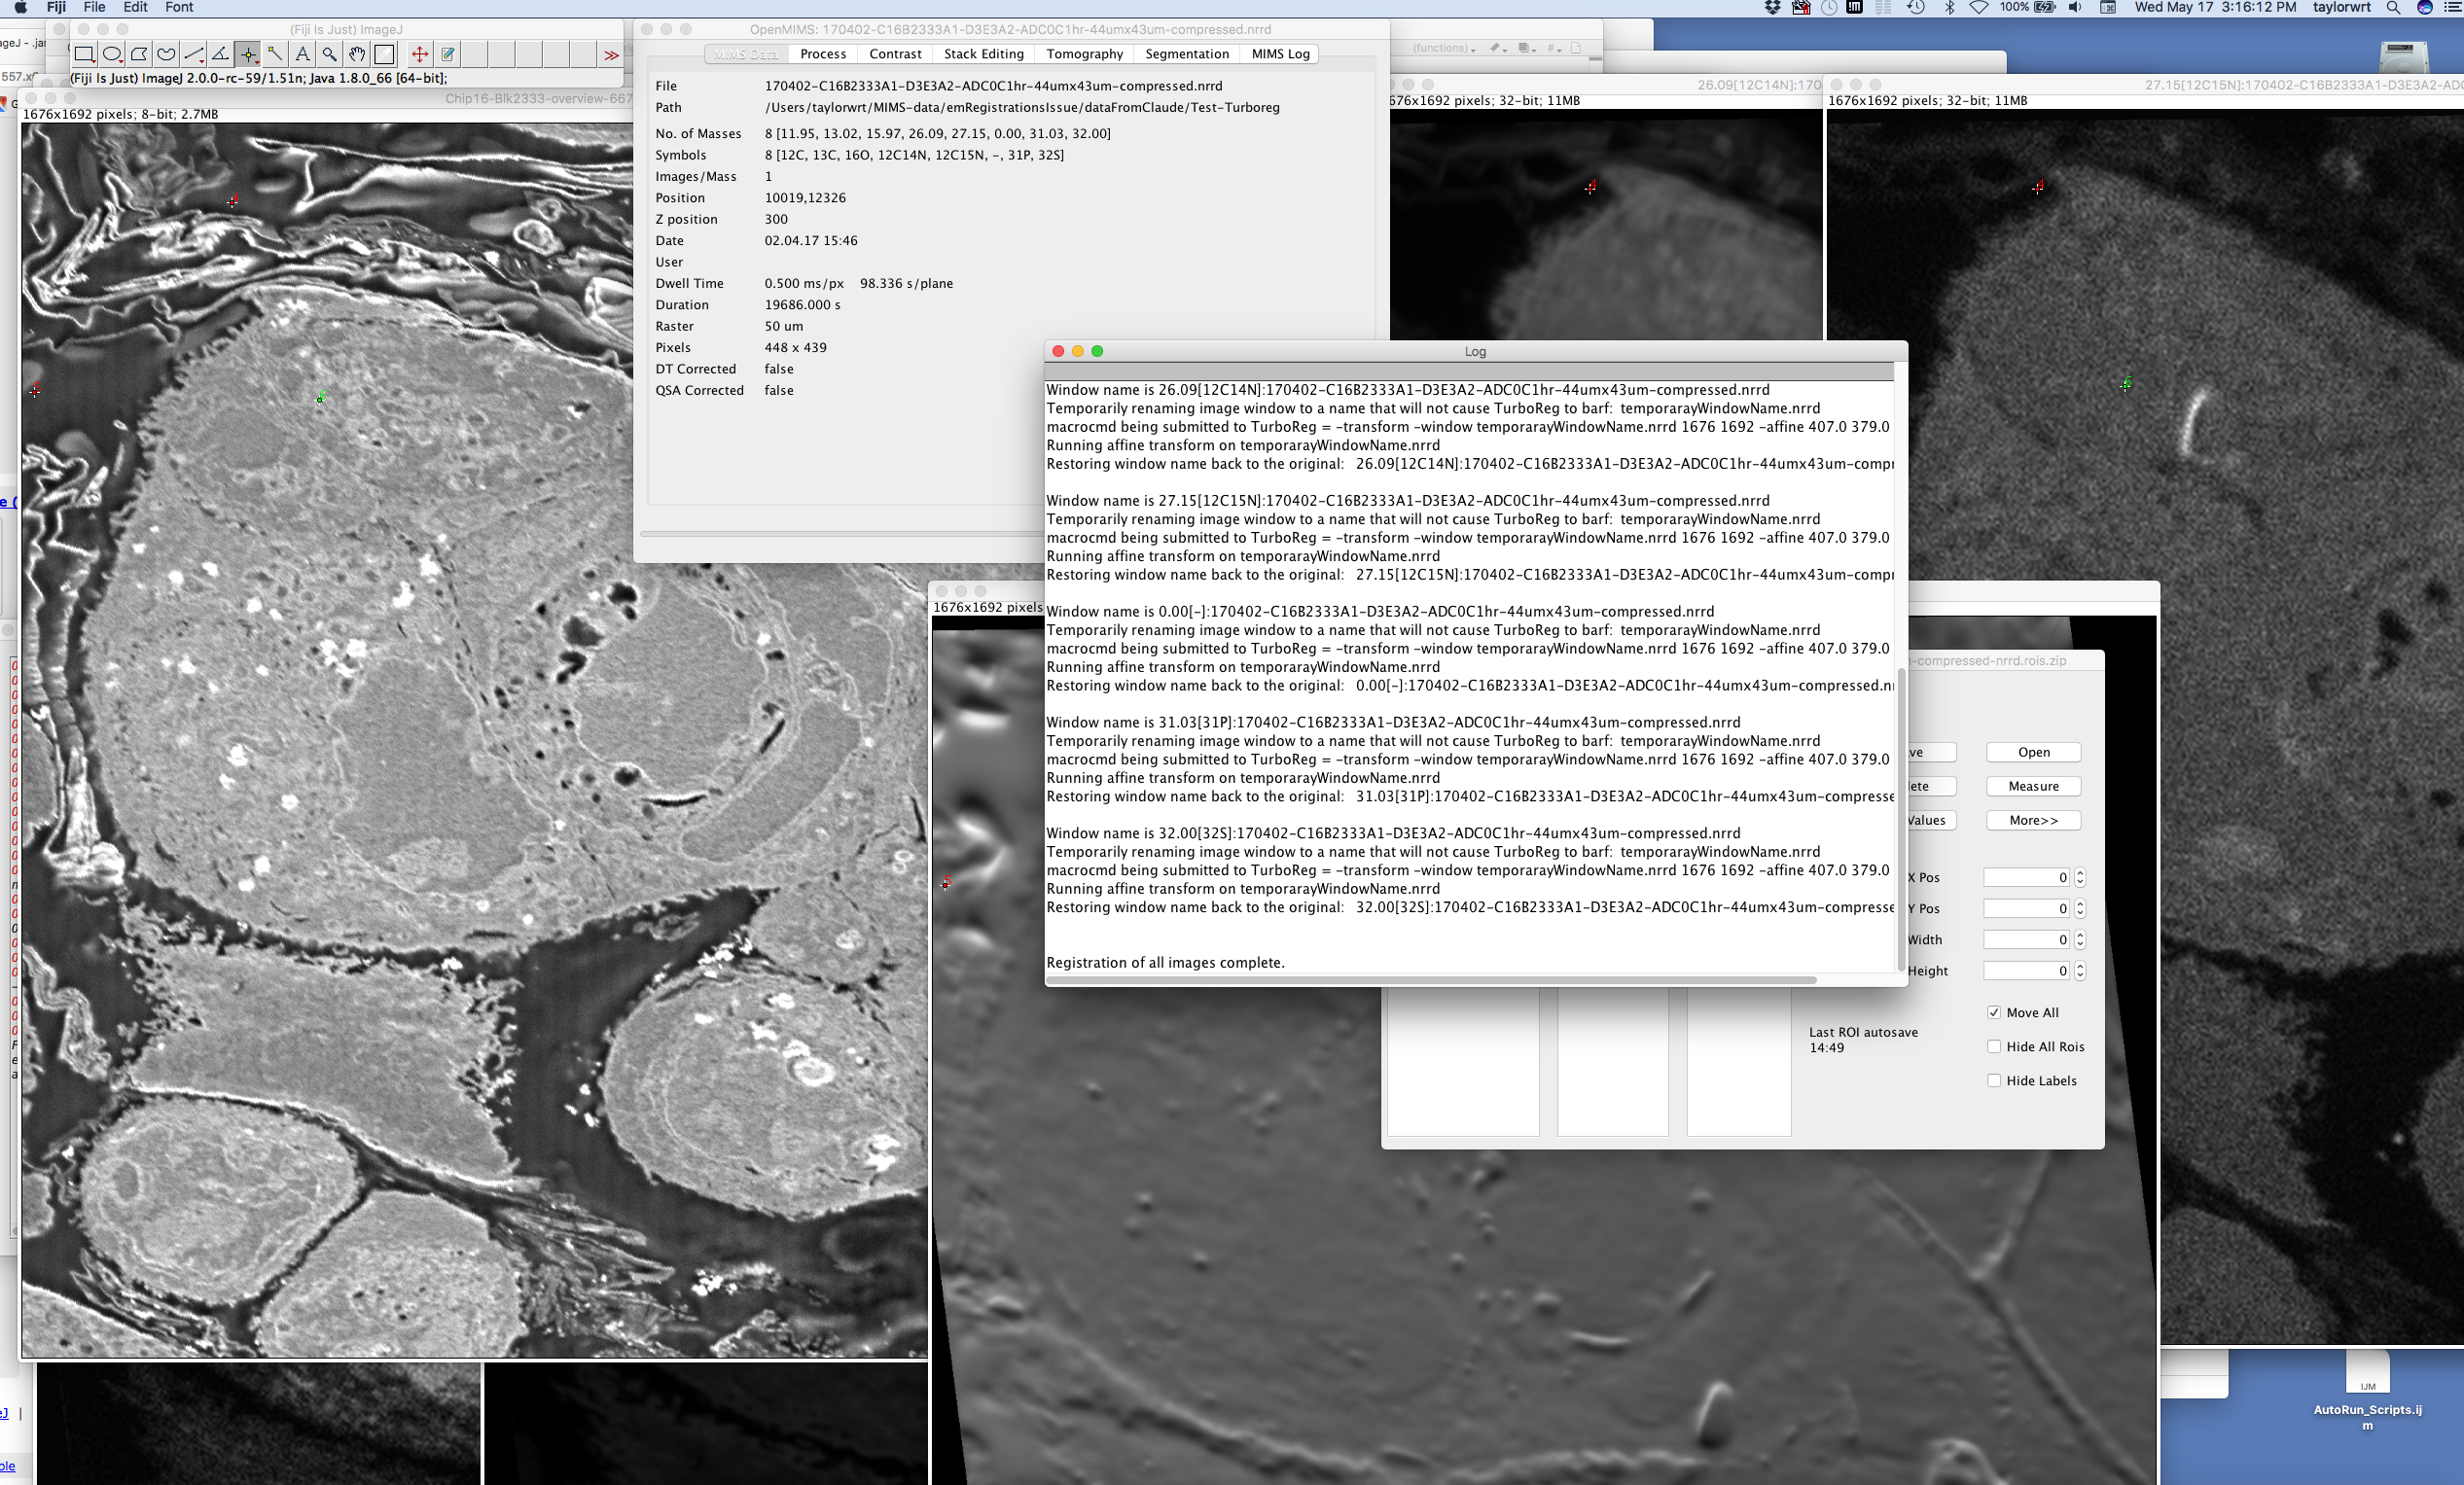 Fiji File Edit Font
100% Wed May 17 3:16:12 PM taylorwrt
(Fiji Is Just) ImageJ
(Fiji Is Just) ImageJ 2.0.0-rc-59/1.51n; Java 1.8.0_66 [64-bit];
OpenMIMS: 170402-C16B2333A1-D3E3A2-ADC0C1hr-44umx43um-compressed.nrrd
MIMS Data Process Contrast Stack Editing Tomography Segmentation MIMS Log
File 170402-C16B2333A1-D3E3A2-ADC0C1hr-44umx43um-compressed.nrrd
Path /Users/taylorwrt/MIMS-data/emRegistrationsIssue/dataFromClaude/Test-Turboreg
No. of Masses 8 [11.95, 13.02, 15.97, 26.09, 27.15, 0.00, 31.03, 32.00]
Symbols 8 [12C, 13C, 16O, 12C14N, 12C15N, -, 31P, 32S]
Images/Mass 1
Position 10019,12326
Z position 300
Date 02.04.17 15:46
User
Dwell Time 0.500 ms/px 98.336 s/plane
Duration 19686.000 s
Raster 50 um
Pixels 448 x 439
DT Corrected false
QSA Corrected false
(functions)
Chip16-Blk2333-overview-667
1676x1692 pixels; 8-bit; 2.7MB
26.09[12C14N]:170
676x1692 pixels; 32-bit; 11MB
27.15[12C15N]:170402-C16B2333A1-D3E3A2-ADC
1676x1692 pixels; 32-bit; 11MB
1676x1692 pixels
Log
Window name is 26.09[12C14N]:170402-C16B2333A1-D3E3A2-ADC0C1hr-44umx43um-compressed.nrrd
Temporarily renaming image window to a name that will not cause TurboReg to barf: temporarayWindowName.nrrd
macrocmd being submitted to TurboReg = -transform -window temporarayWindowName.nrrd 1676 1692 -affine 407.0 379.0
Running affine transform on temporarayWindowName.nrrd
Restoring window name back to the original: 26.09[12C14N]:170402-C16B2333A1-D3E3A2-ADC0C1hr-44umx43um-compr
Window name is 27.15[12C15N]:170402-C16B2333A1-D3E3A2-ADC0C1hr-44umx43um-compressed.nrrd
Temporarily renaming image window to a name that will not cause TurboReg to barf: temporarayWindowName.nrrd
macrocmd being submitted to TurboReg = -transform -window temporarayWindowName.nrrd 1676 1692 -affine 407.0 379.0
Running affine transform on temporarayWindowName.nrrd
Restoring window name back to the original: 27.15[12C15N]:170402-C16B2333A1-D3E3A2-ADC0C1hr-44umx43um-compr
Window name is 0.00[-]:170402-C16B2333A1-D3E3A2-ADC0C1hr-44umx43um-compressed.nrrd
Temporarily renaming image window to a name that will not cause TurboReg to barf: temporarayWindowName.nrrd
macrocmd being submitted to TurboReg = -transform -window temporarayWindowName.nrrd 1676 1692 -affine 407.0 379.0
Running affine transform on temporarayWindowName.nrrd
Restoring window name back to the original: 0.00[-]:170402-C16B2333A1-D3E3A2-ADC0C1hr-44umx43um-compressed.n
Window name is 31.03[31P]:170402-C16B2333A1-D3E3A2-ADC0C1hr-44umx43um-compressed.nrrd
Temporarily renaming image window to a name that will not cause TurboReg to barf: temporarayWindowName.nrrd
macrocmd being submitted to TurboReg = -transform -window temporarayWindowName.nrrd 1676 1692 -affine 407.0 379.0
Running affine transform on temporarayWindowName.nrrd
Restoring window name back to the original: 31.03[31P]:170402-C16B2333A1-D3E3A2-ADC0C1hr-44umx43um-compresse
Window name is 32.00[32S]:170402-C16B2333A1-D3E3A2-ADC0C1hr-44umx43um-compressed.nrrd
Temporarily renaming image window to a name that will not cause TurboReg to barf: temporarayWindowName.nrrd
macrocmd being submitted to TurboReg = -transform -window temporarayWindowName.nrrd 1676 1692 -affine 407.0 379.0
Running affine transform on temporarayWindowName.nrrd
Restoring window name back to the original: 32.00[32S]:170402-C16B2333A1-D3E3A2-ADC0C1hr-44umx43um-compresse
Registration of all images complete.
-compressed-nrrd.rois.zip
ve Open
lete Measure
Values More>>
X Pos 0
Y Pos 0
Width 0
Height 0
Move All
Last ROI autosave
14:49
Hide All Rois
Hide Labels
IJM
AutoRun_Scripts.ij
m